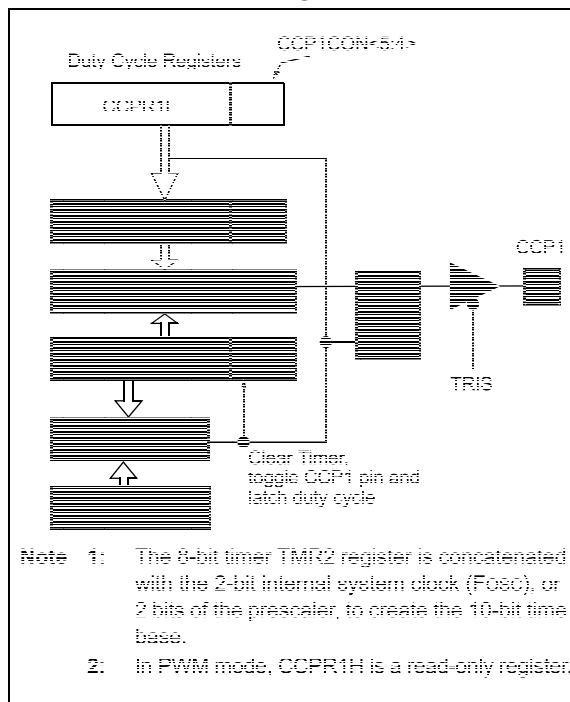 CCP1CON<5:4>
Duty Cycle Registers
CCPR1L
CCP1
TRIS
Clear Timer,
toggle CCP1 pin and
latch duty cycle
Note 1: The 8-bit timer TMR2 register is concatenated
with the 2-bit internal system clock (FOSC), or
2 bits of the prescaler, to create the 10-bit time
base.
2: In PWM mode, CCPR1H is a read-only register.